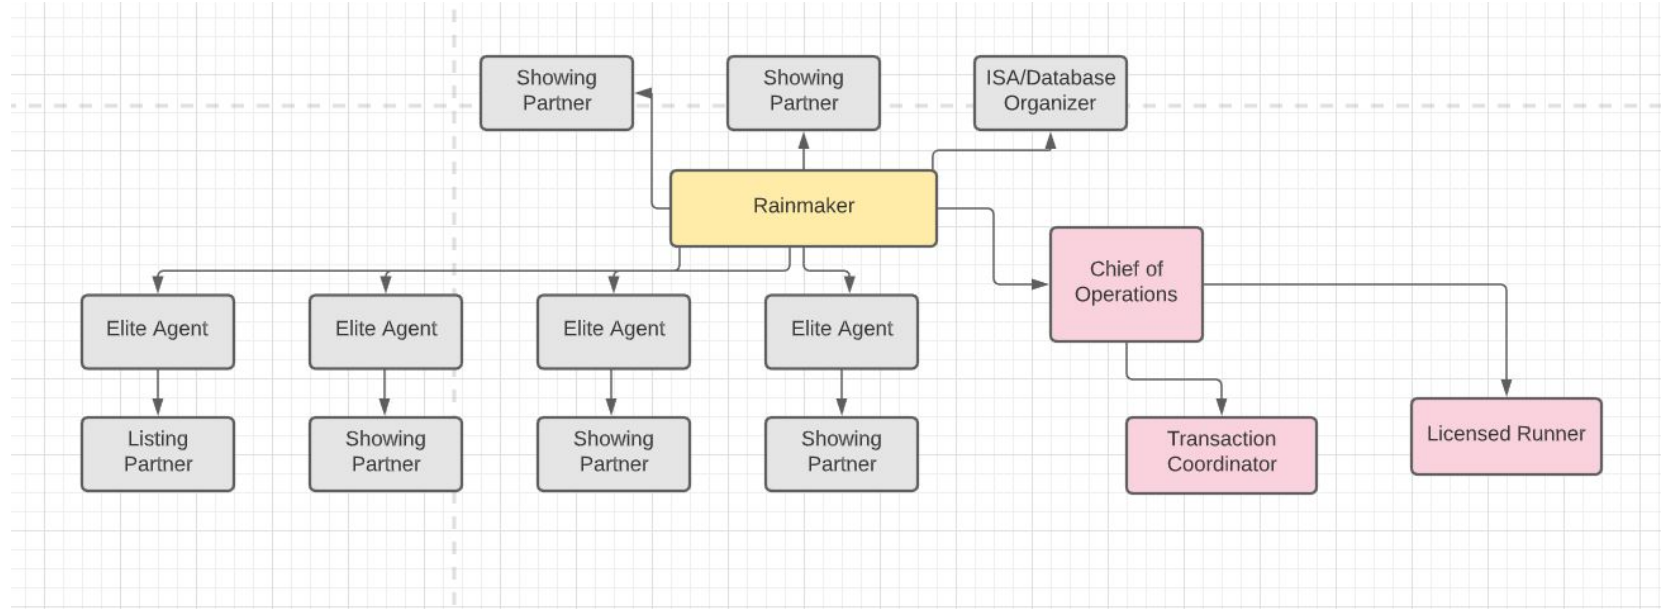 Showing
Partner
Showing
Partner
ISA/Database
Organizer
Rainmaker
Chief of
Operations
Elite Agent
Elite Agent
Elite Agent
Elite Agent
Listing
Partner
Showing
Partner
Showing
Partner
Showing
Partner
Transaction
Coordinator
Licensed Runner